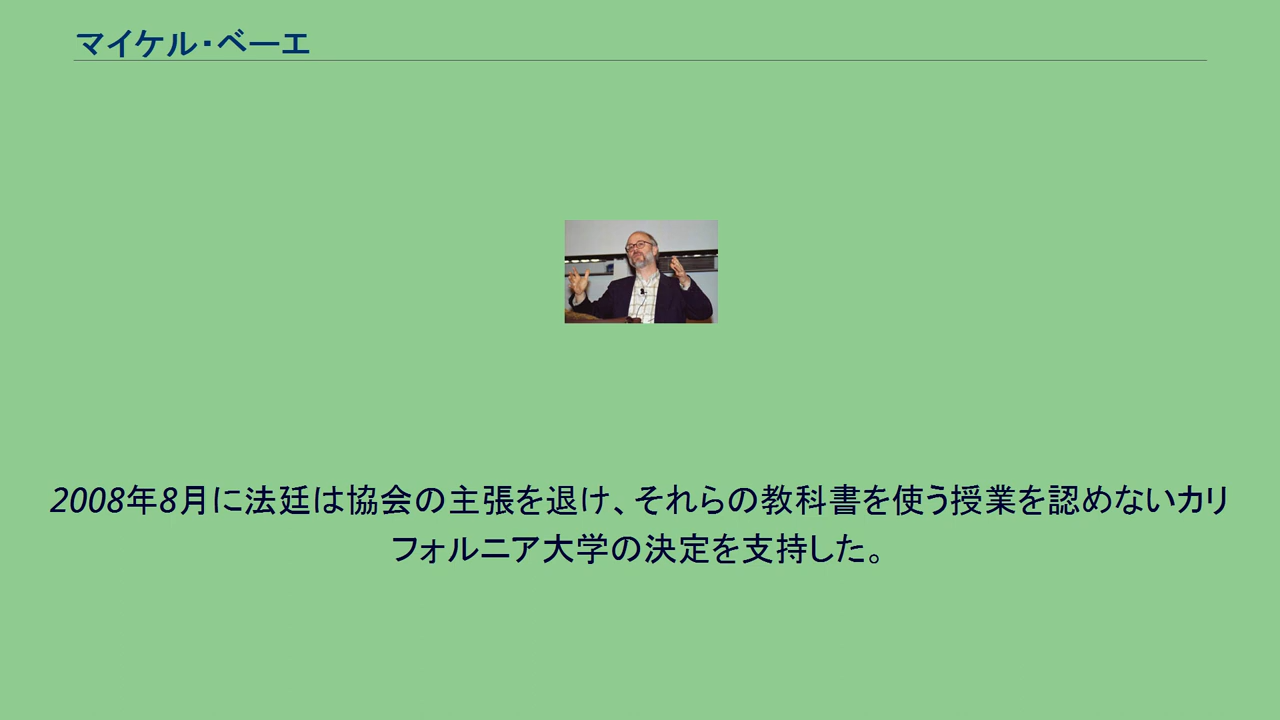 マイケル・ベーエ
2008年8月に法廷は協会の主張を退け、それらの教科書を使う授業を認めないカリ
フォルニア大学の決定を支持した。